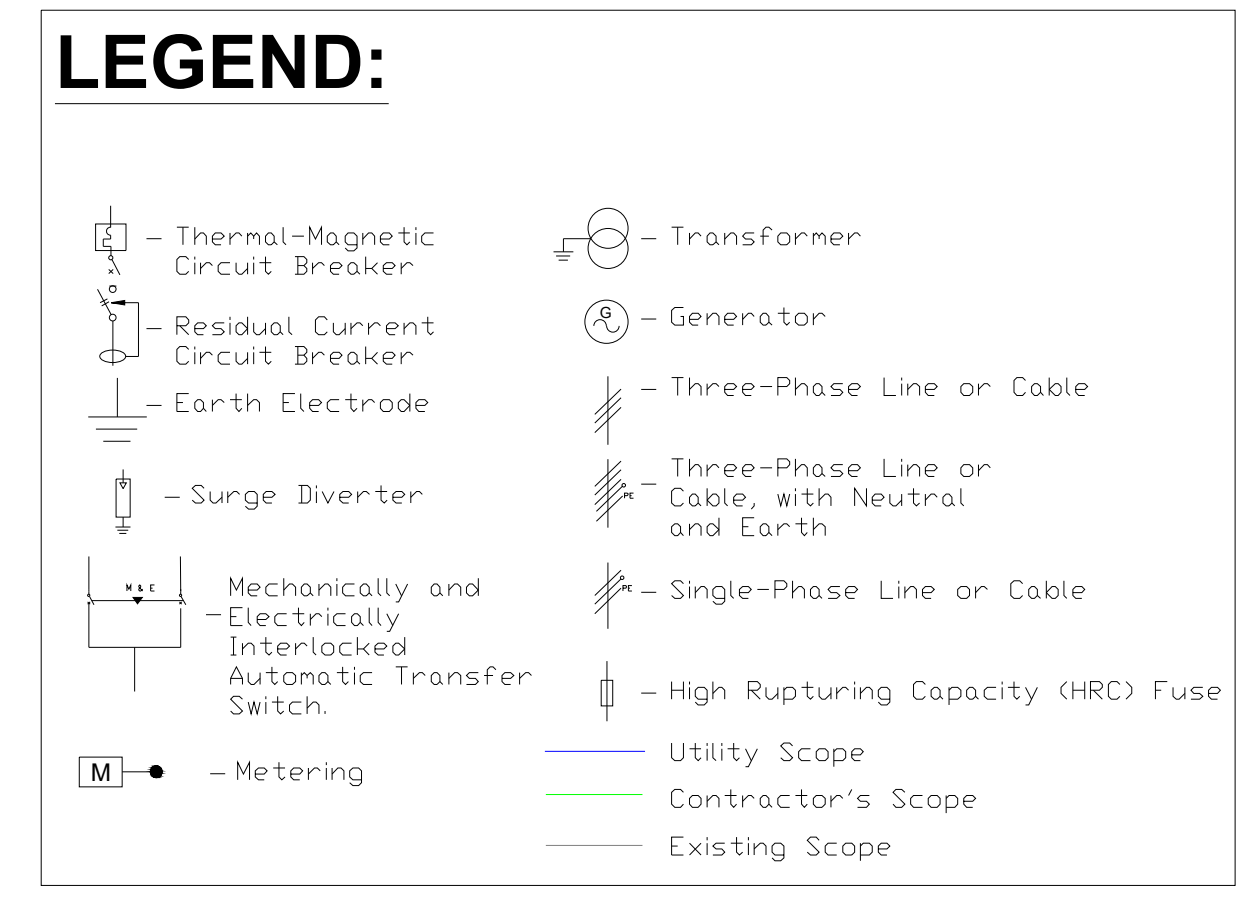 LEGEND:
– Thermal-Magnetic
Circuit Breaker
– Residual Current
Circuit Breaker
– Earth Electrode
– Surge Diverter
M & E
– Mechanically and
Electrically
Interlocked
Automatic Transfer
Switch.
M
– Metering
– Transformer
G
– Generator
– Three-Phase Line or Cable
PE
– Three-Phase Line or
Cable, with Neutral
and Earth
PE
– Single-Phase Line or Cable
– High Rupturing Capacity (HRC) Fuse
Utility Scope
Contractor's Scope
Existing Scope